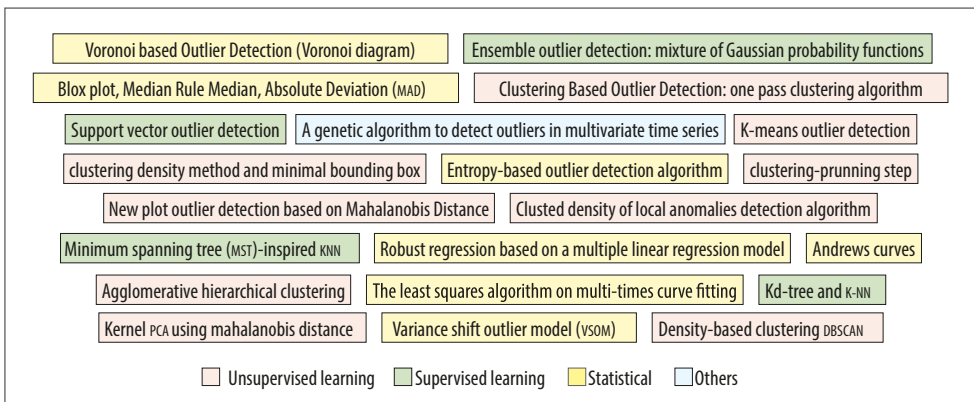 Voronoi based Outlier Detection (Voronoi diagram) Ensemble outlier detection: mixture of Gaussian probability functions
Blox plot, Median Rule Median, Absolute Deviation (MAD) Clustering Based Outlier Detection: one pass clustering algorithm
Support vector outlier detection A genetic algorithm to detect outliers in multivariate time series K-means outlier detection
clustering density method and minimal bounding box Entropy-based outlier detection algorithm clustering-prunning step
New plot outlier detection based on Mahalanobis Distance Clusted density of local anomalies detection algorithm
Minimum spanning tree (MST)-inspired KNN Robust regression based on a multiple linear regression model Andrews curves
Agglomerative hierarchical clustering The least squares algorithm on multi-times curve fitting Kd-tree and K-NN
Kernel PCA using mahalanobis distance Variance shift outlier model (VSOM) Density-based clustering DBSCAN
Unsupervised learning Supervised learning Statistical Others